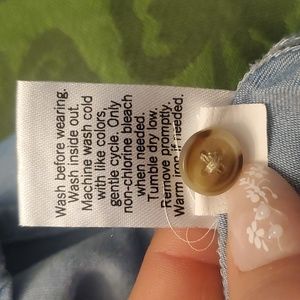 Wash before wearing.
Wash inside out.
Machine wash cold
with like colors,
gentle cycle. Only
non-chlorine bleach
when needed.
Tumble dry low.
Remove promptly.
Warm iron if needed.